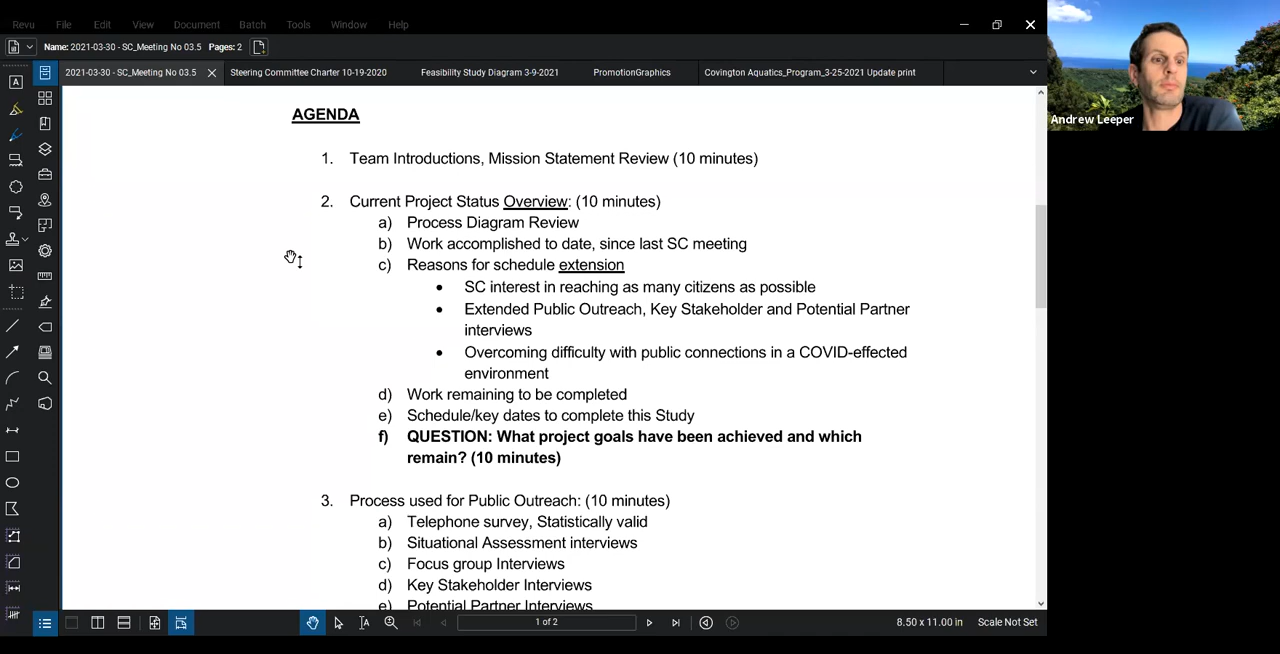 Revu File Edit View Document Batch Tools Window Help
Name: 2021-03-30 - SC_Meeting No 03.5 Pages: 2
2021-03-30 - SC_Meeting No 03.5 Steering Committee Charter 10-19-2020 Feasibility Study Diagram 3-9-2021 PromotionGraphics Covington Aquatics_Program_3-25-2021 Update print
Andrew Leeper
AGENDA
1. Team Introductions, Mission Statement Review (10 minutes)
2. Current Project Status Overview: (10 minutes)
a) Process Diagram Review
b) Work accomplished to date, since last SC meeting
c) Reasons for schedule extension
• SC interest in reaching as many citizens as possible
• Extended Public Outreach, Key Stakeholder and Potential Partner
interviews
• Overcoming difficulty with public connections in a COVID-effected
environment
d) Work remaining to be completed
e) Schedule/key dates to complete this Study
f) QUESTION: What project goals have been achieved and which
remain? (10 minutes)
3. Process used for Public Outreach: (10 minutes)
a) Telephone survey, Statistically valid
b) Situational Assessment interviews
c) Focus group Interviews
d) Key Stakeholder Interviews
e) Potential Partner Interviews
1 of 2 8.50 x 11.00 in Scale Not Set